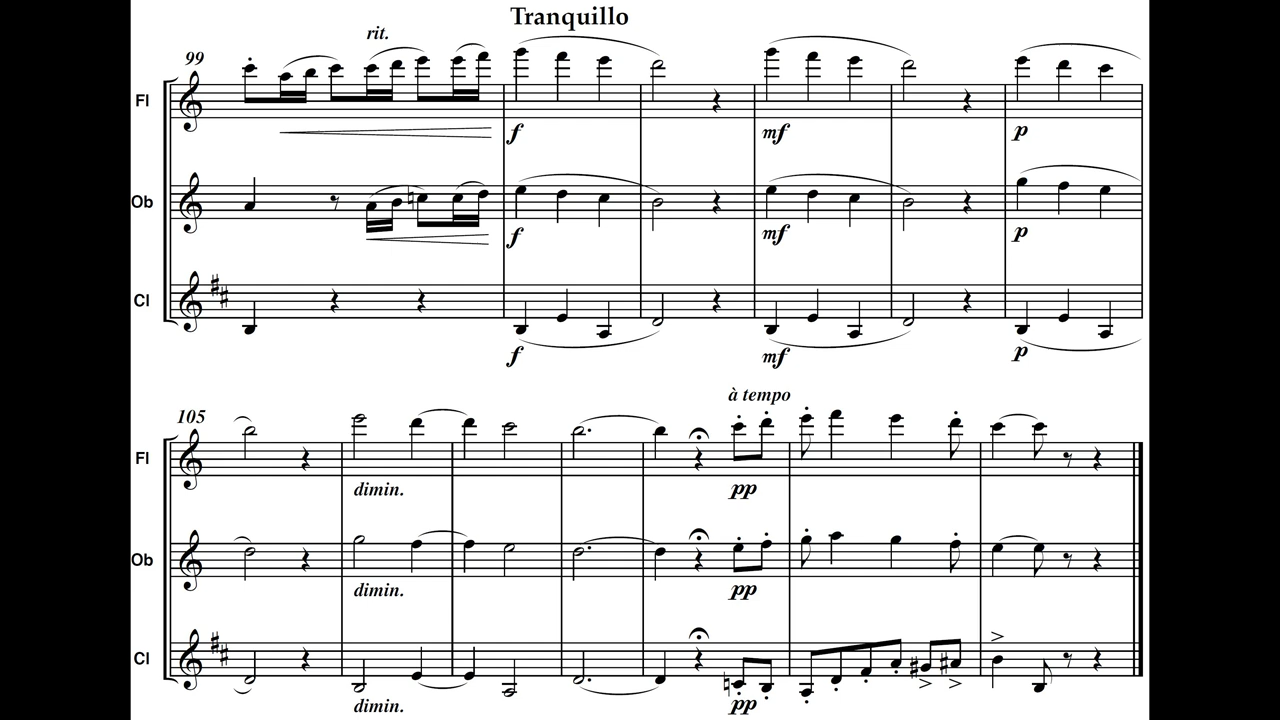 Tranquillo
rit.
99
Fl
f
mf
p
Ob
f
mf
p
Cl
f
mf
p
à tempo
105
Fl
dimin.
pp
Ob
dimin.
pp
Cl
dimin.
pp